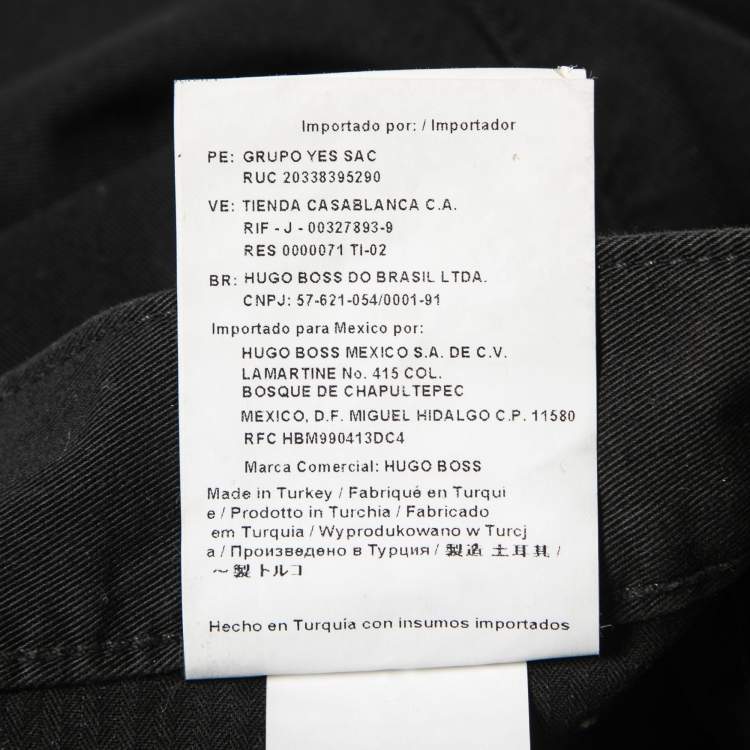 Importado por: / Importador
PE: GRUPO YES SAC
RUC 20338395290
VE: TIENDA CASABLANCA C.A.
RIF - J - 00327893-9
RES 0000071 TI-02
BR: HUGO BOSS DO BRASIL LTDA.
CNPJ: 57-621-054/0001-91
Importado para Mexico por:
HUGO BOSS MEXICO S.A. DE C.V.
LAMARTINE No. 415 COL.
BOSQUE DE CHAPULTEPEC
MEXICO, D.F. MIGUEL HIDALGO C.P. 11580
RFC HBM990413DC4
Marca Comercial: HUGO BOSS
Made in Turkey / Fabriqué en Turqui
e / Prodotto in Turchia / Fabricado
em Turquia / Wyprodukowano w Turcj
a / Произведено в Турция / 製造 土耳其 /
～製 トルコ
Hecho en Turquía con insumos importados